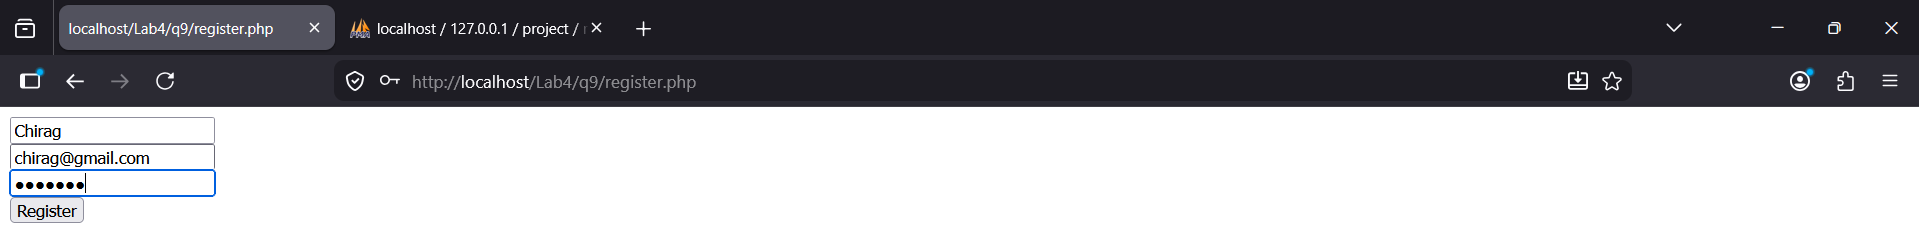 localhost/Lab4/q9/register.php
localhost / 127.0.0.1 / project /
http://localhost/Lab4/q9/register.php
Chirag
chirag@gmail.com
•••••••
Register